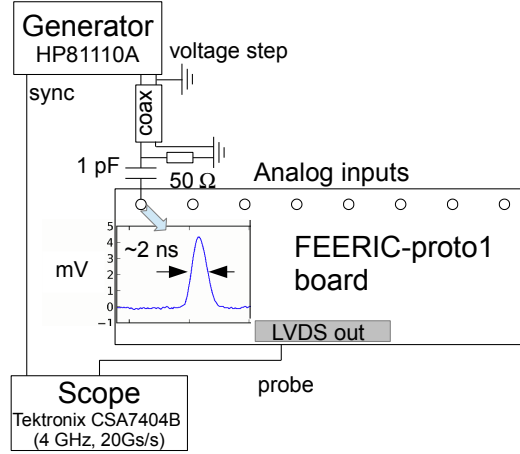 Generator
HP81110A
voltage step
sync
coax
1 pF
50 Ω
Analog inputs
5
4
3
2
1
0
−1
mV
~2 ns
FEERIC-proto1
board
LVDS out
probe
Scope
Tektronix CSA7404B
(4 GHz, 20Gs/s)